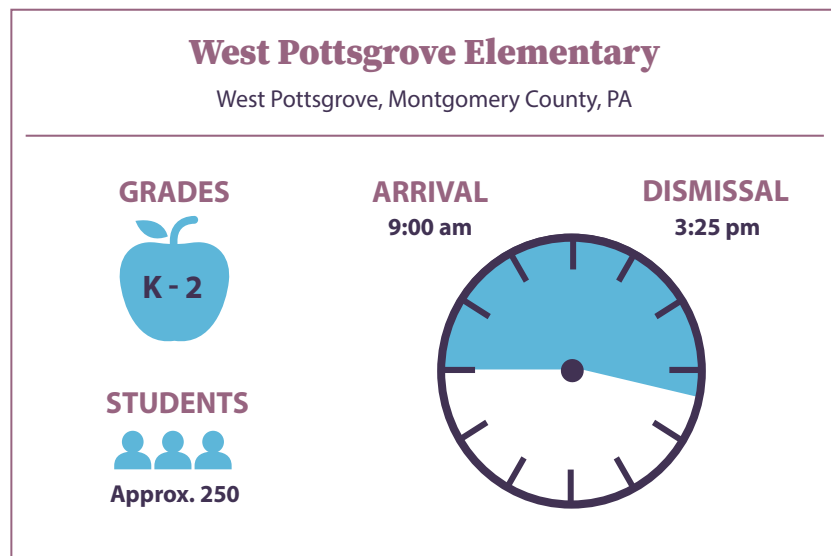 West Pottsgrove Elementary
West Pottsgrove, Montgomery County, PA
GRADES
K - 2
STUDENTS
Approx. 250
ARRIVAL
9:00 am
DISMISSAL
3:25 pm